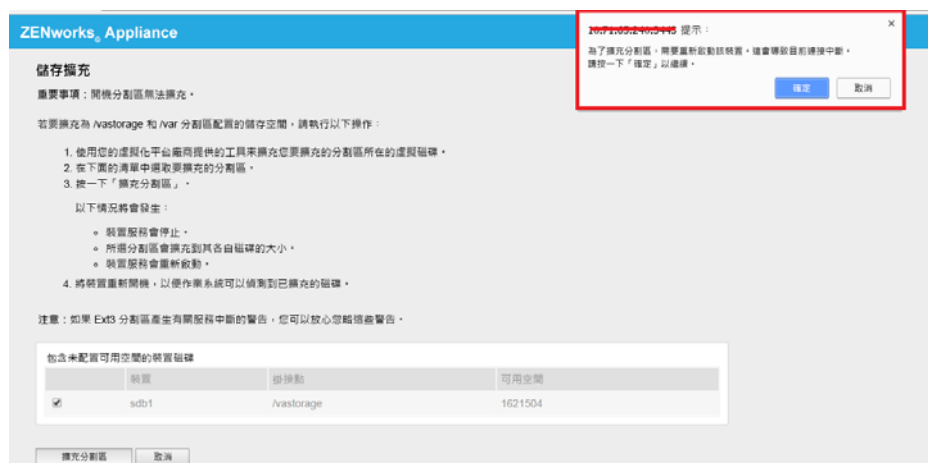 ZENworks® Appliance
提示：
為了擴充分割區，需要重新啟動該裝置。這會導致目前連接中斷。
請按一下「確定」以繼續。
確定
取消
儲存擴充
重要事項：開機分割區無法擴充。
若要擴充為 /vastorage 和 /var 分割區配置的儲存空間，請執行以下操作：
1. 使用您的虛擬化平台廠商提供的工具來擴充您要擴充的分割區所在的虛擬磁碟。
2. 在下面的清單中選取要擴充的分割區。
3. 按一下「擴充分割區」。
以下情況將會發生：
裝置服務會停止。
所選分割區會擴充到其各自磁碟的大小。
裝置服務會重新啟動。
4. 將裝置重新開機，以便作業系統可以偵測到已擴充的磁碟。
注意：如果 Ext3 分割區產生有關服務中斷的警告，您可以放心忽略這些警告。
包含未配置可用空間的裝置磁碟
裝置 掛接點 可用空間
sdb1 /vastorage 1621504
擴充分割區 取消